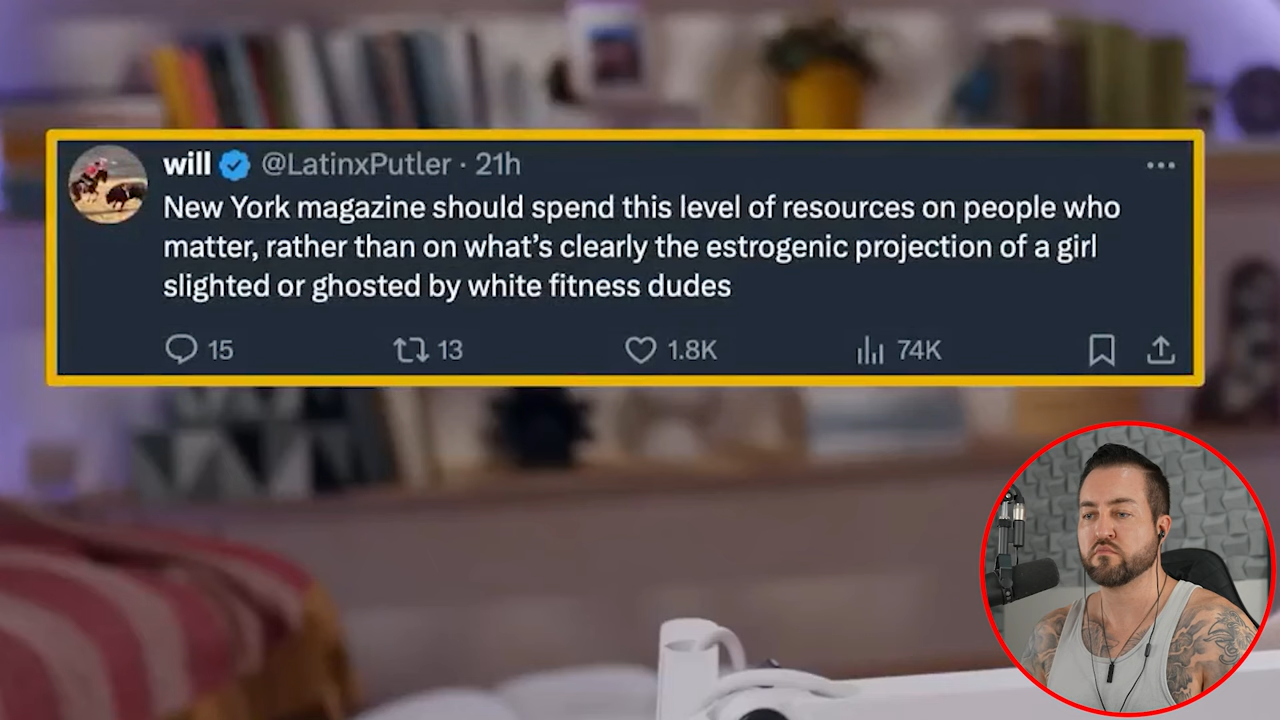 will @LatinxPutler · 21h
New York magazine should spend this level of resources on people who
matter, rather than on what's clearly the estrogenic projection of a girl
slighted or ghosted by white fitness dudes
15 13 1.8K 74K